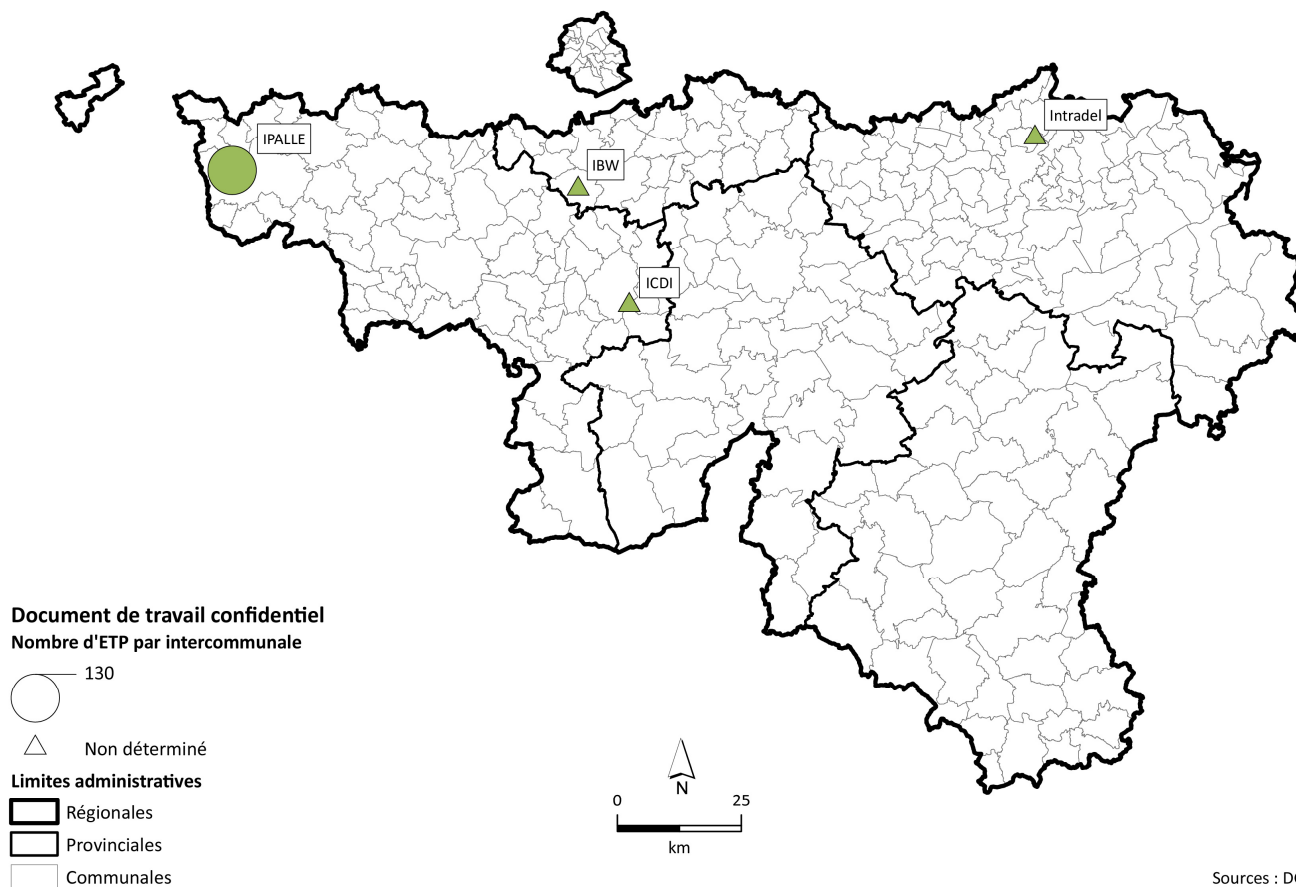 IPALLE
IBW
Intradel
ICDI
Document de travail confidentiel
Nombre d'ETP par intercommunale
130
Non déterminé
Limites administratives
Régionales
Provinciales
Communales
N
0 25
km
Sources :